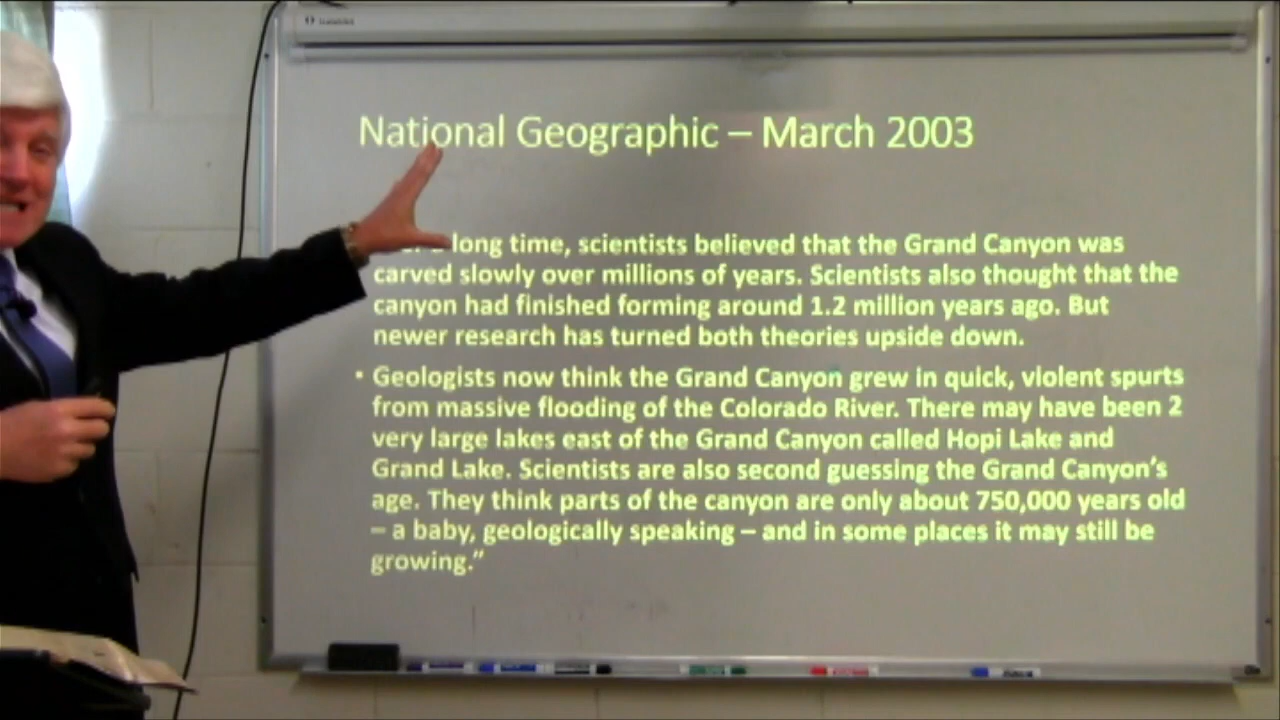 National Geographic – March 2003
long time, scientists believed that the Grand Canyon was
carved slowly over millions of years. Scientists also thought that the
canyon had finished forming around 1.2 million years ago. But
newer research has turned both theories upside down.
• Geologists now think the Grand Canyon grew in quick, violent spurts
from massive flooding of the Colorado River. There may have been 2
very large lakes east of the Grand Canyon called Hopi Lake and
Grand Lake. Scientists are also second guessing the Grand Canyon's
age. They think parts of the canyon are only about 750,000 years old
– a baby, geologically speaking – and in some places it may still be
growing.”